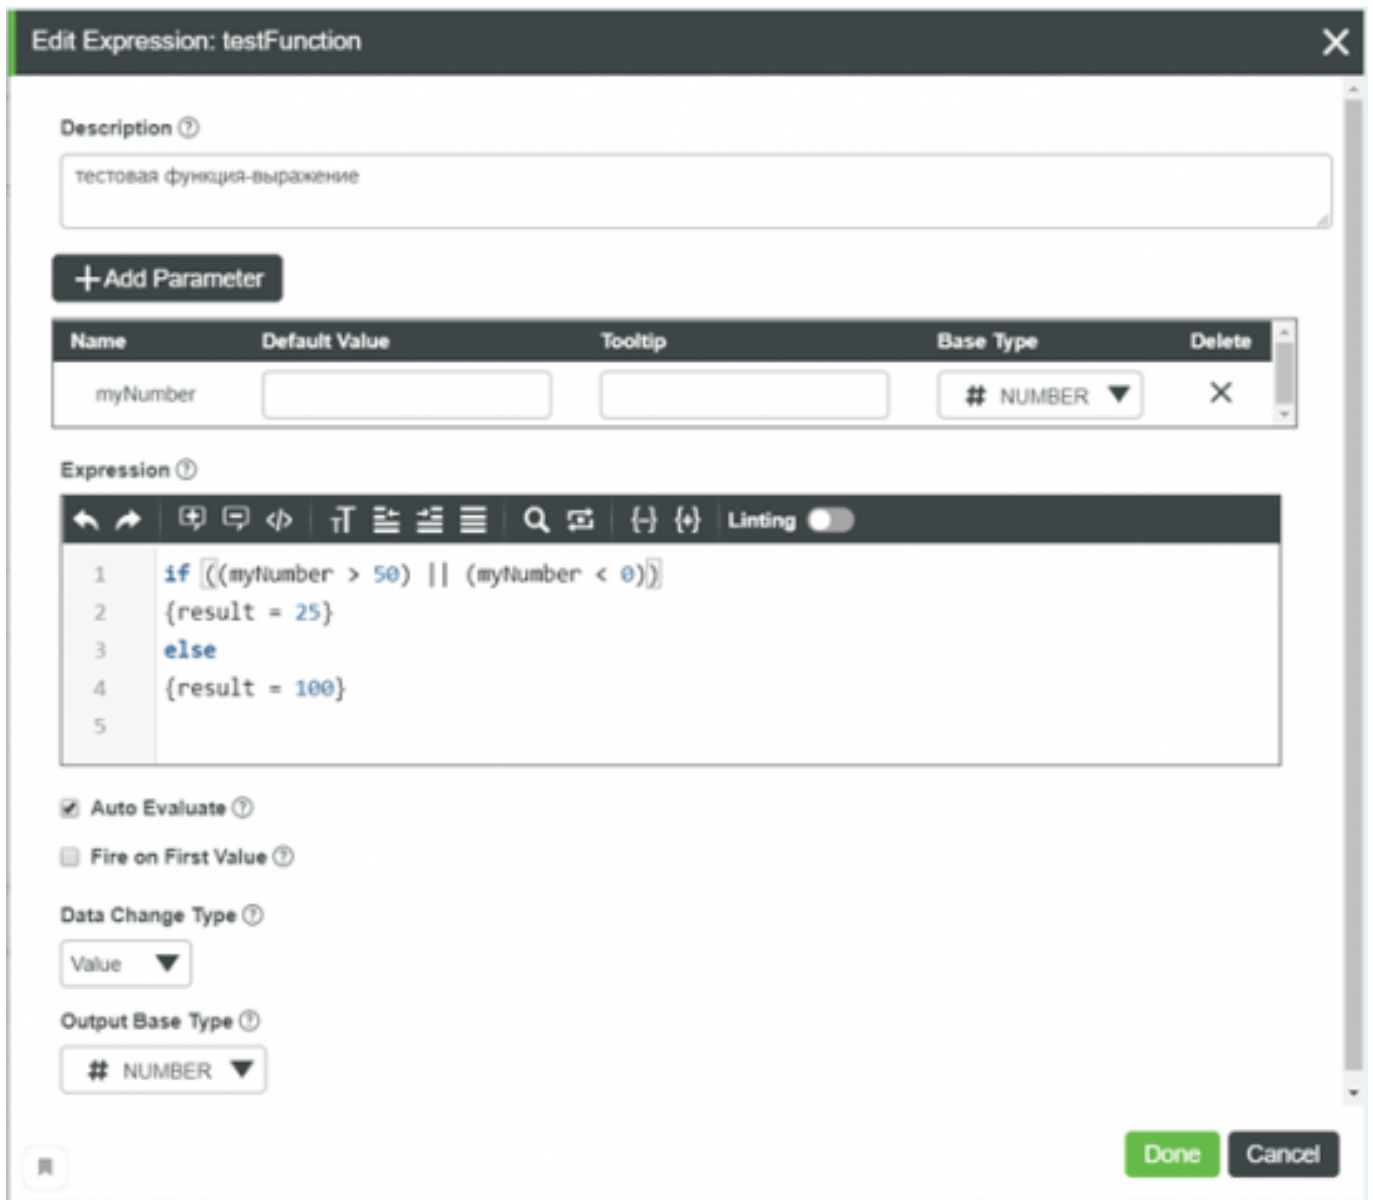 Edit Expression: testFunction
Description
тестовая функция-выражение
Add Parameter
Name Default Value Tooltip Base Type Delete
myNumber # NUMBER
Expression
Linting
1 if ((myNumber > 50) || (myNumber < 0))
2 {result = 25}
3 else
4 {result = 100}
5
Auto Evaluate
Fire on First Value
Data Change Type
Value
Output Base Type
# NUMBER
Done Cancel